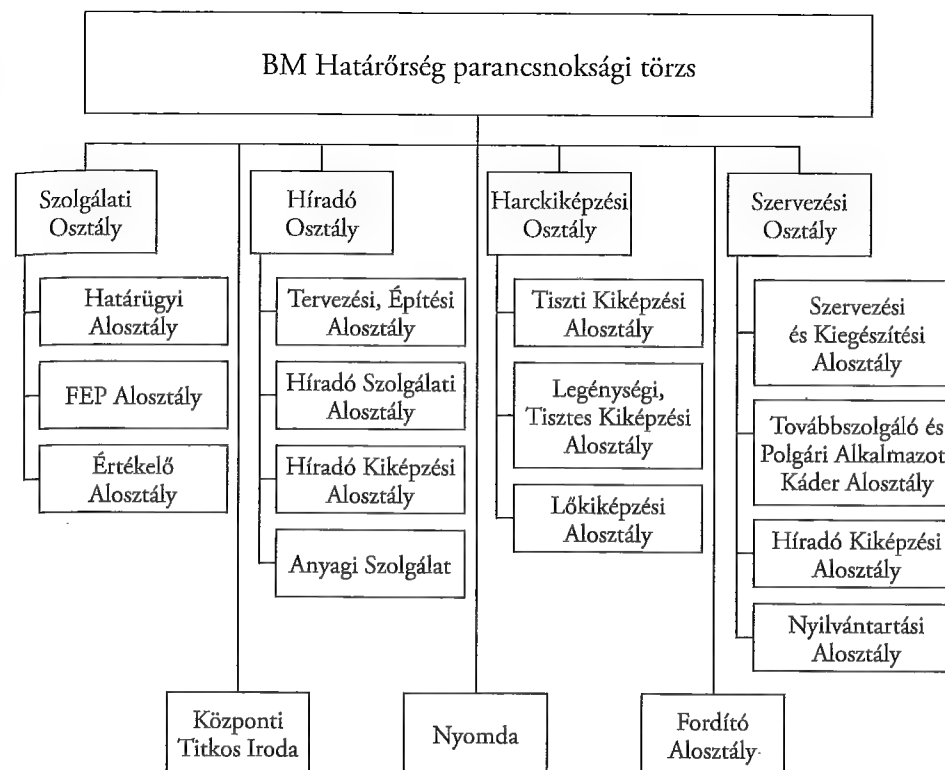 BM Határőrség parancsnoksági törzs
Szolgálati
Osztály
Határügyi
Alosztály
FEP Alosztály
Értékelő
Alosztály
Híradó
Osztály
Tervezési, Építési
Alosztály
Híradó Szolgálati
Alosztály
Híradó Kiképzési
Alosztály
Anyagi Szolgálat
Harckiképzési
Osztály
Tiszti Kiképzési
Alosztály
Legénységi,
Tisztes Kiképzési
Alosztály
Lőkiképzési
Alosztály
Szervezési
Osztály
Szervezési
és Kiegészítési
Alosztály
Továbbszolgáló és
Polgári Alkalmazot
Káder Alosztály
Híradó Kiképzési
Alosztály
Nyilvántartási
Alosztály
Központi
Titkos Iroda
Nyomda
Fordító
Alosztály